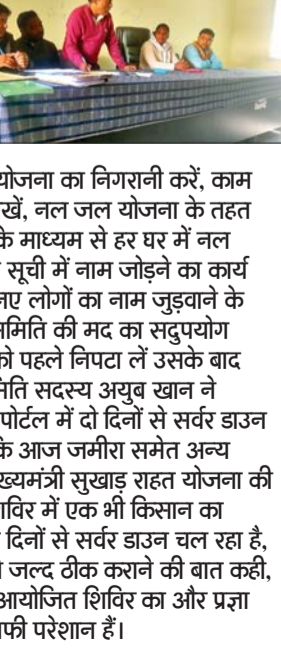 योजना का निगरानी करें, काम
खें, नल जल योजना के तहत
के माध्यम से हर घर में नल
सूची में नाम जोड़ने का कार्य
नए लोगों का नाम जुड़वाने के
समिति की मद का सदुपयोग
को पहले निपटा लें उसके बाद
मिति सदस्य अयुब खान ने
पोर्टल में दो दिनों से सर्वर डाउन
कि आज जमीरा समेत अन्य
ख्यमंत्री सुखाड़ राहत योजना की
शिविर में एक भी किसान का
दिनों से सर्वर डाउन चल रहा है,
जल्द ठीक कराने की बात कही,
आयोजित शिविर का और प्रज्ञा
फी परेशान हैं।